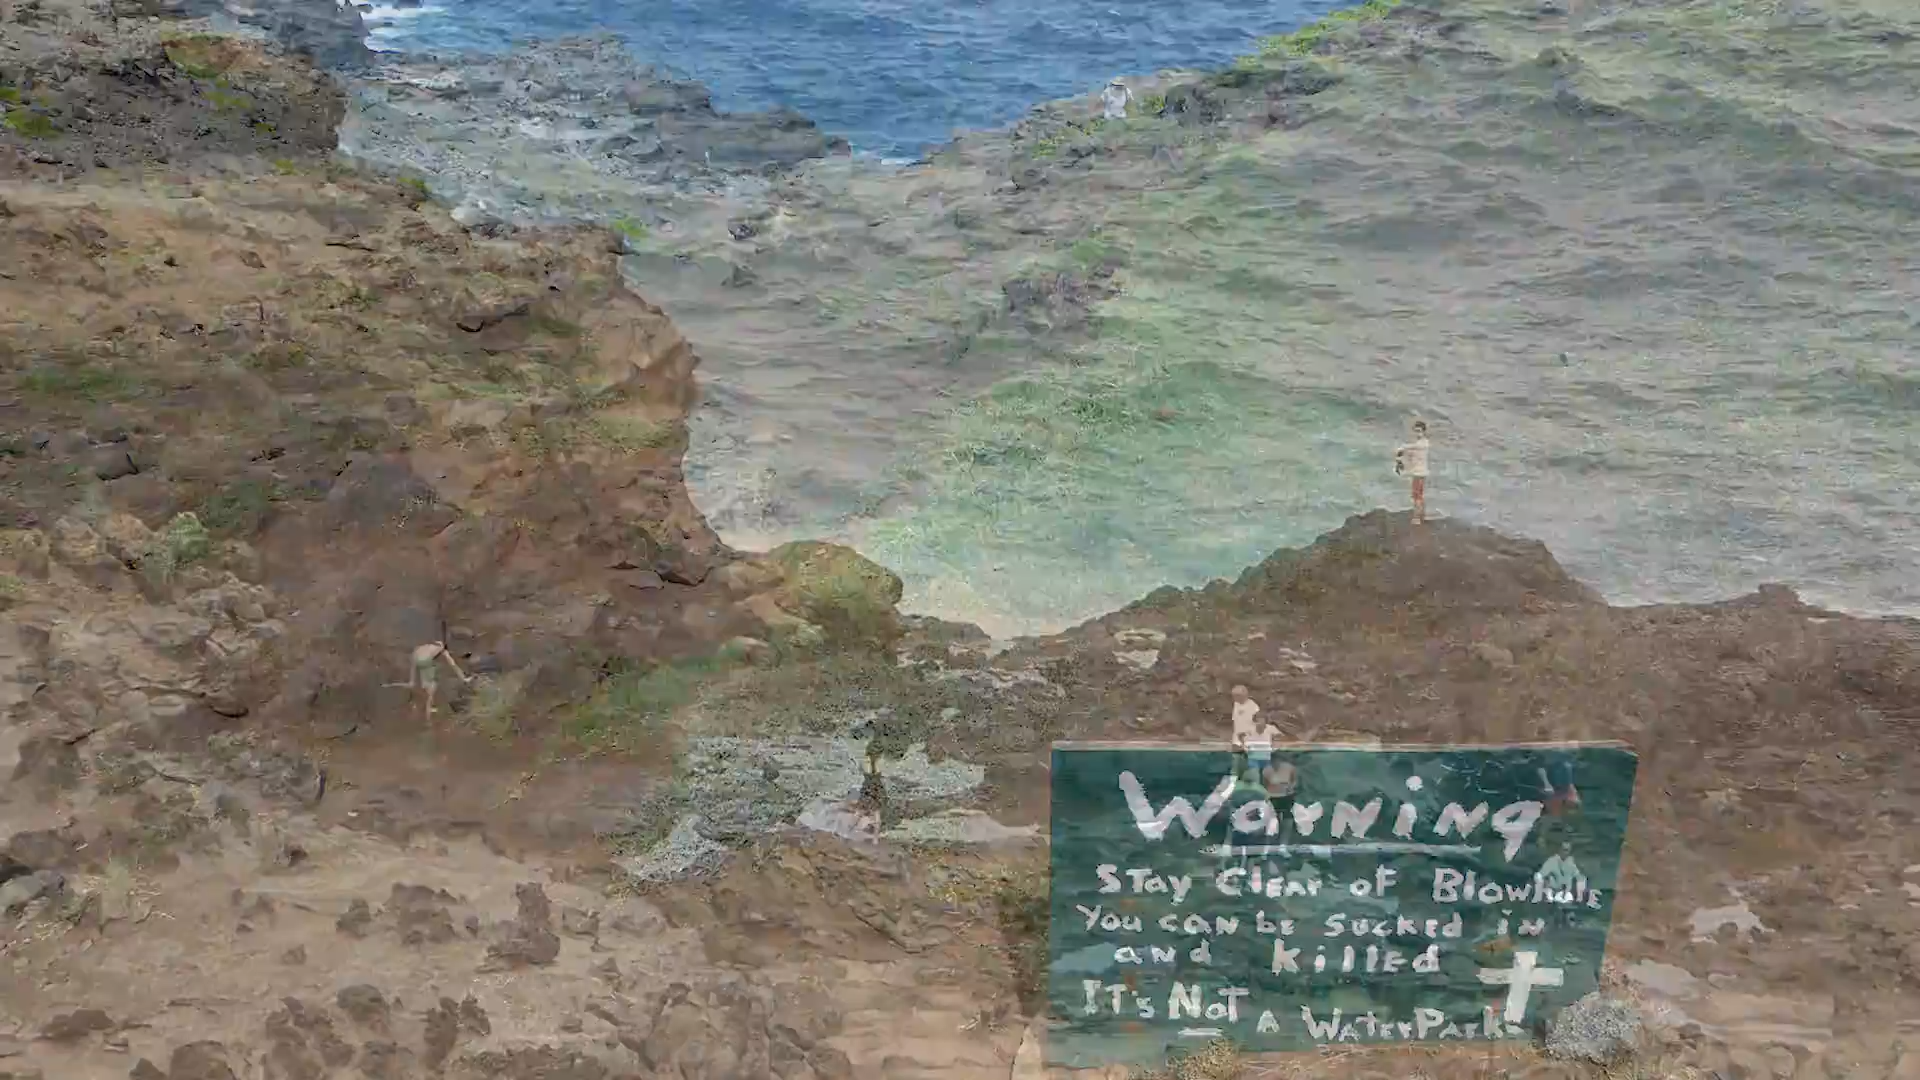 Warning
Stay Clear of Blowhole
You can be sucked in
and killed
It's Not a WaterPark